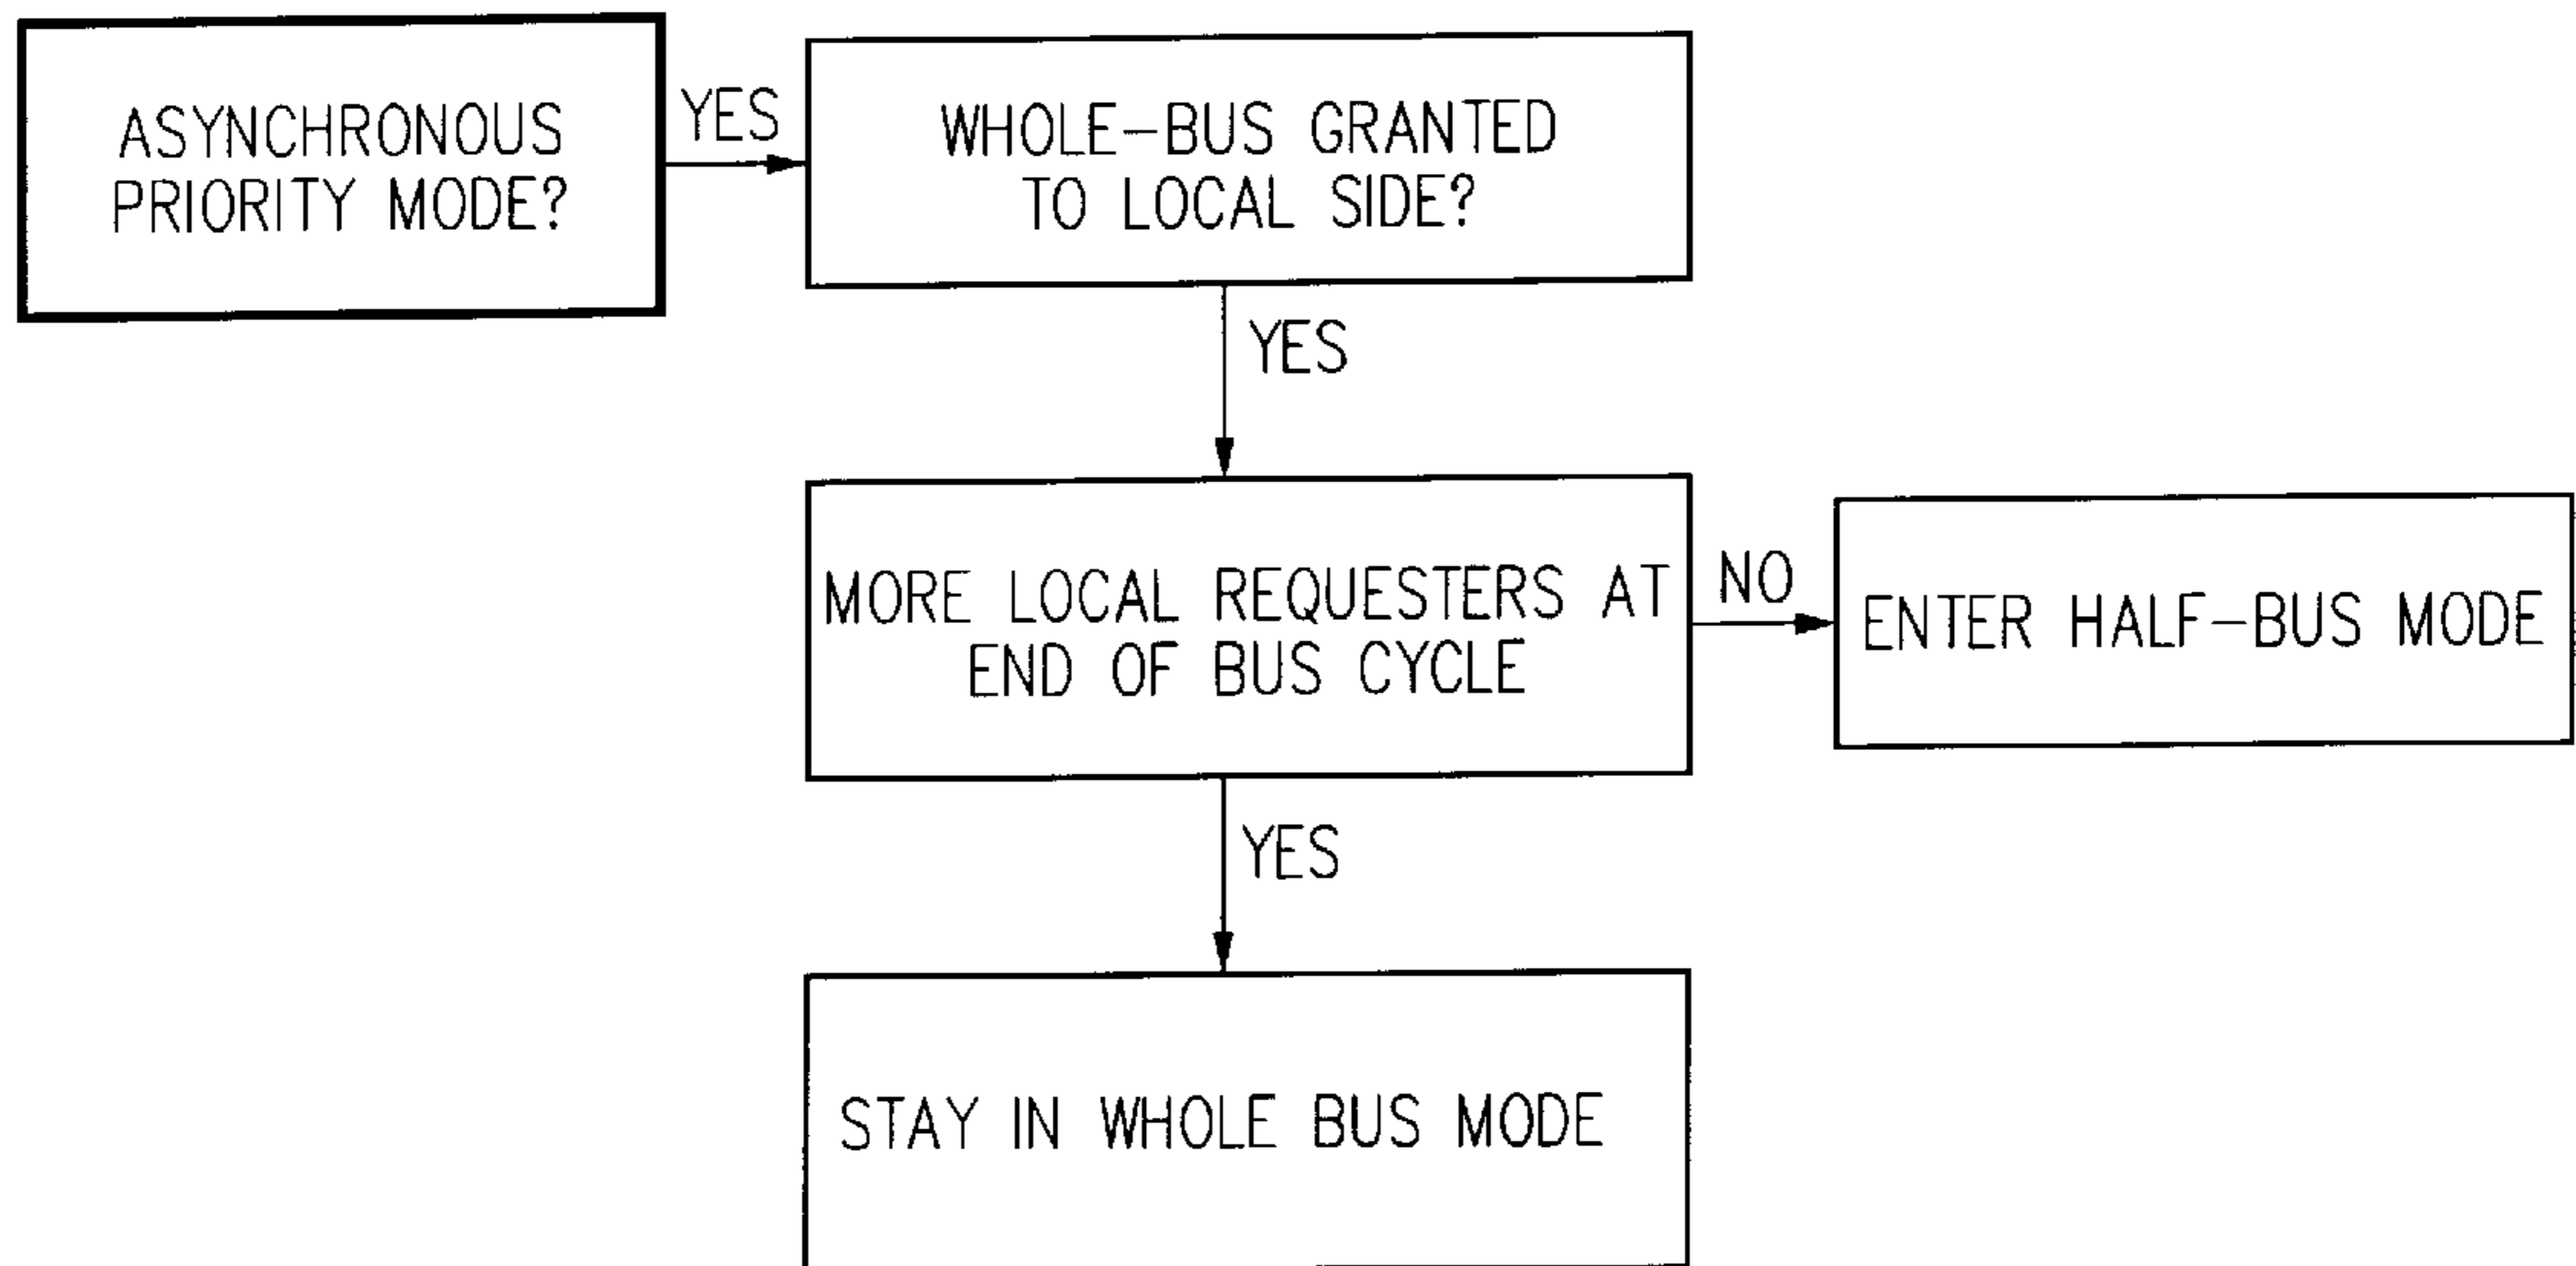 ASYNCHRONOUS
PRIORITY MODE?
YES
WHOLE-BUS GRANTED
TO LOCAL SIDE?
YES
MORE LOCAL REQUESTERS AT
END OF BUS CYCLE
NO
ENTER HALF-BUS MODE
YES
STAY IN WHOLE BUS MODE